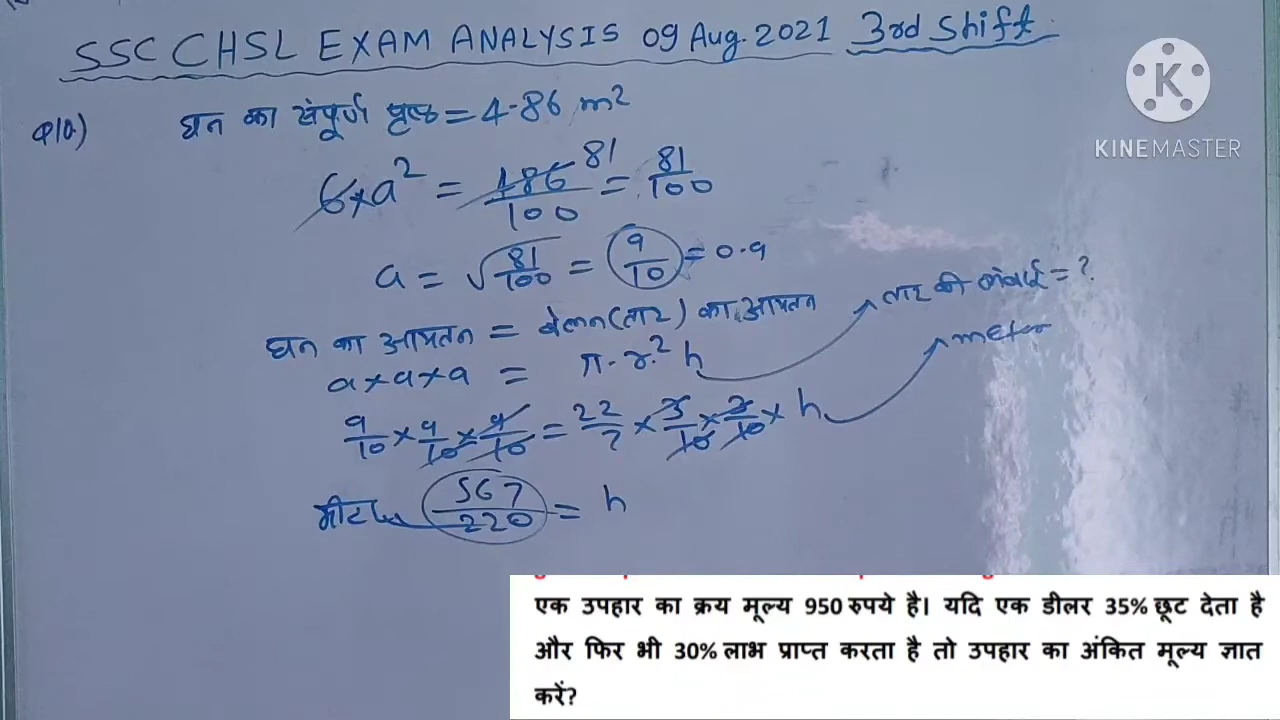 SSC CHSL EXAM ANALYSIS 09 Aug. 2021 3rd Shift
KINEMASTER
घन का संपूर्ण पृष्ठ = 4.86 m²
6×a² = 486/100 81 = 81/100
a = √81/100 = 9/10 = 0.9
घन का आयतन = बेलन(तार) का आयतन
तार की लंबाई = ?
a×a×a = π.r.² h
meter
9/10 × 9/10 × 9/10 = 22/7 × 3/10 × 3/10 × h
मीटर 567/220 = h
एक उपहार का क्रय मूल्य 950 रुपये है। यदि एक डीलर 35% छूट देता है
और फिर भी 30% लाभ प्राप्त करता है तो उपहार का अंकित मूल्य ज्ञात
करें?